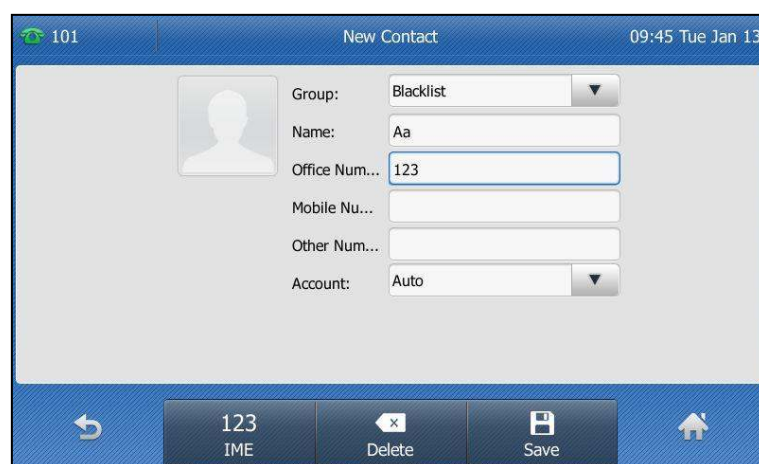 101 New Contact 09:45 Tue Jan 13
Group: Blacklist
Name: Aa
Office Num... 123
Mobile Nu...
Other Num...
Account: Auto
123
IME Delete Save